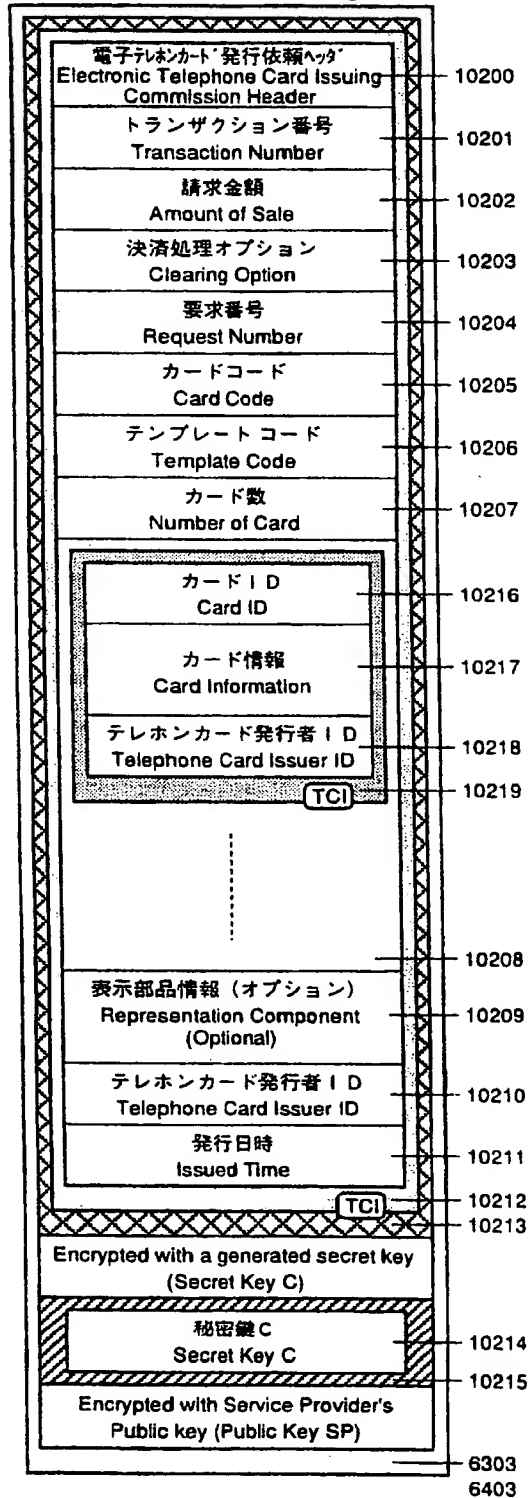 電子テレホンカード発行依頼ヘッダ
Electronic Telephone Card Issuing
Commission Header
10200
トランザクション番号
Transaction Number
10201
請求金額
Amount of Sale
10202
決済処理オプション
Clearing Option
10203
要求番号
Request Number
10204
カードコード
Card Code
10205
テンプレート コード
Template Code
10206
カード数
Number of Card
10207
カードID
Card ID
10216
カード情報
Card Information
10217
テレホンカード発行者ID
Telephone Card Issuer ID
10218
TCI
10219
10208
表示部品情報(オプション)
Representation Component
(Optional)
10209
テレホンカード発行者ID
Telephone Card Issuer ID
10210
発行日時
Issued Time
10211
TCI
10212
10213
Encrypted with a generated secret key
(Secret Key C)
秘密鍵C
Secret Key C
10214
10215
Encrypted with Service Provider's
Public key (Public Key SP)
6303
6403